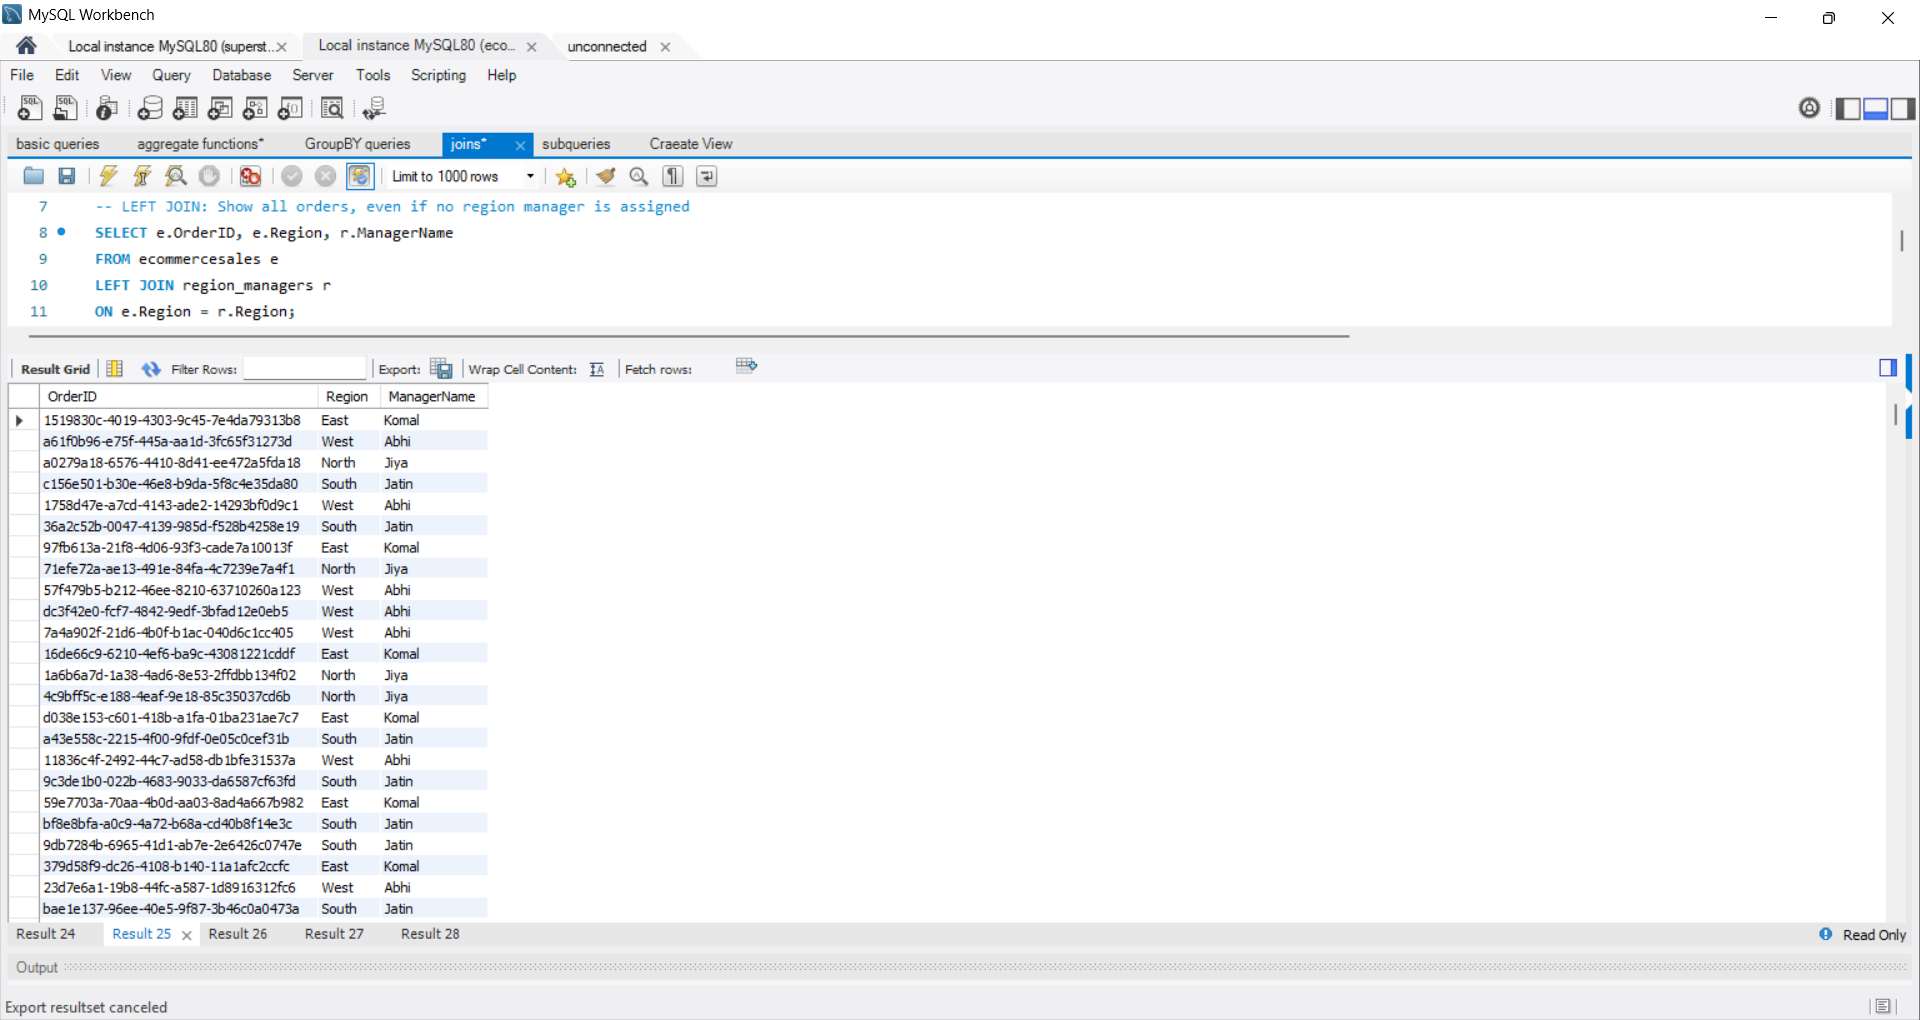 MySQL Workbench
Local instance MySQL80 (superst...
Local instance MySQL80 (eco...
unconnected
File Edit View Query Database Server Tools Scripting Help
basic queries aggregate functions* GroupBY queries joins* subqueries Craeate View
Limit to 1000 rows
7 -- LEFT JOIN: Show all orders, even if no region manager is assigned
8 SELECT e.OrderID, e.Region, r.ManagerName
9 FROM ecommercesales e
10 LEFT JOIN region_managers r
11 ON e.Region = r.Region;
Result Grid Filter Rows: Export: Wrap Cell Content: Fetch rows:
OrderID Region ManagerName
1519830c-4019-4303-9c45-7e4da79313b8 East Komal
a61f0b96-e75f-445a-aa1d-3fc65f31273d West Abhi
a0279a18-6576-4410-8d41-ee472a5fda18 North Jiya
c156e501-b30e-46e8-b9da-5f8c4e35da80 South Jatin
1758d47e-a7cd-4143-ade2-14293bf0d9c1 West Abhi
36a2c52b-0047-4139-985d-f528b4258e19 South Jatin
97fb613a-21f8-4d06-93f3-cade7a10013f East Komal
71efe72a-ae13-491e-84fa-4c7239e7a4f1 North Jiya
57f479b5-b212-46ee-8210-63710260a123 West Abhi
dc3f42e0-fcf7-4842-9edf-3bfad12e0eb5 West Abhi
7a4a902f-21d6-4b0f-b1ac-040d6c1cc405 West Abhi
16de66c9-6210-4ef6-ba9c-43081221cddf East Komal
1a6b6a7d-1a38-4ad6-8e53-2ffdbb134f02 North Jiya
4c9bff5c-e188-4eaf-9e18-85c35037cd6b North Jiya
d038e153-c601-418b-a1fa-01ba231ae7c7 East Komal
a43e558c-2215-4f00-9fdf-0e05c0cef31b South Jatin
11836c4f-2492-44c7-ad58-db1bfe31537a West Abhi
9c3de1b0-022b-4683-9033-da6587cf63fd South Jatin
59e7703a-70aa-4b0d-aa03-8ad4a667b982 East Komal
bf8e8bfa-a0c9-4a72-b68a-cd40b8f14e3c South Jatin
9db7284b-6965-41d1-ab7e-2e6426c0747e South Jatin
379d58f9-dc26-4108-b140-11a1afc2ccfc East Komal
23d7e6a1-19b8-44fc-a587-1d8916312fc6 West Abhi
bae1e137-96ee-40e5-9f87-3b46c0a0473a South Jatin
Result 24 Result 25 Result 26 Result 27 Result 28 Read Only
Output
Export resultset canceled